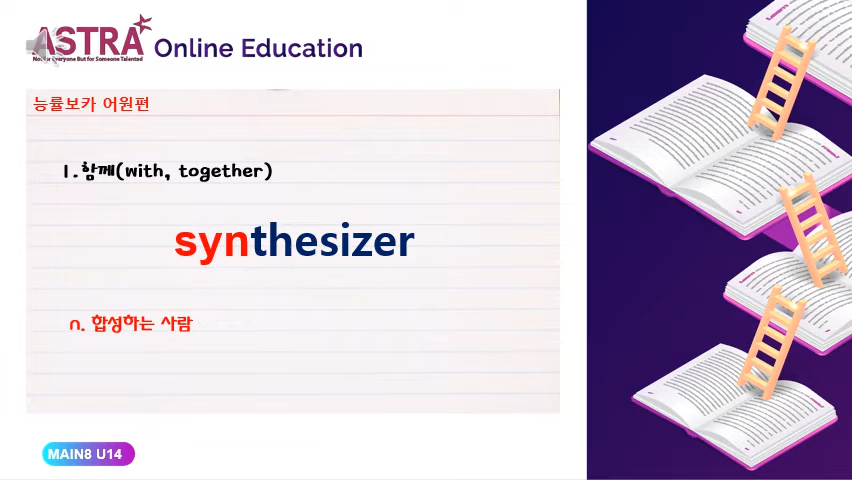 ASTRA
Not For Everyone But for Someone Talented
Online Education
능률보카 어원편
1.함께(with, together)
synthesizer
n. 합성하는 사람
MAIN8 U14